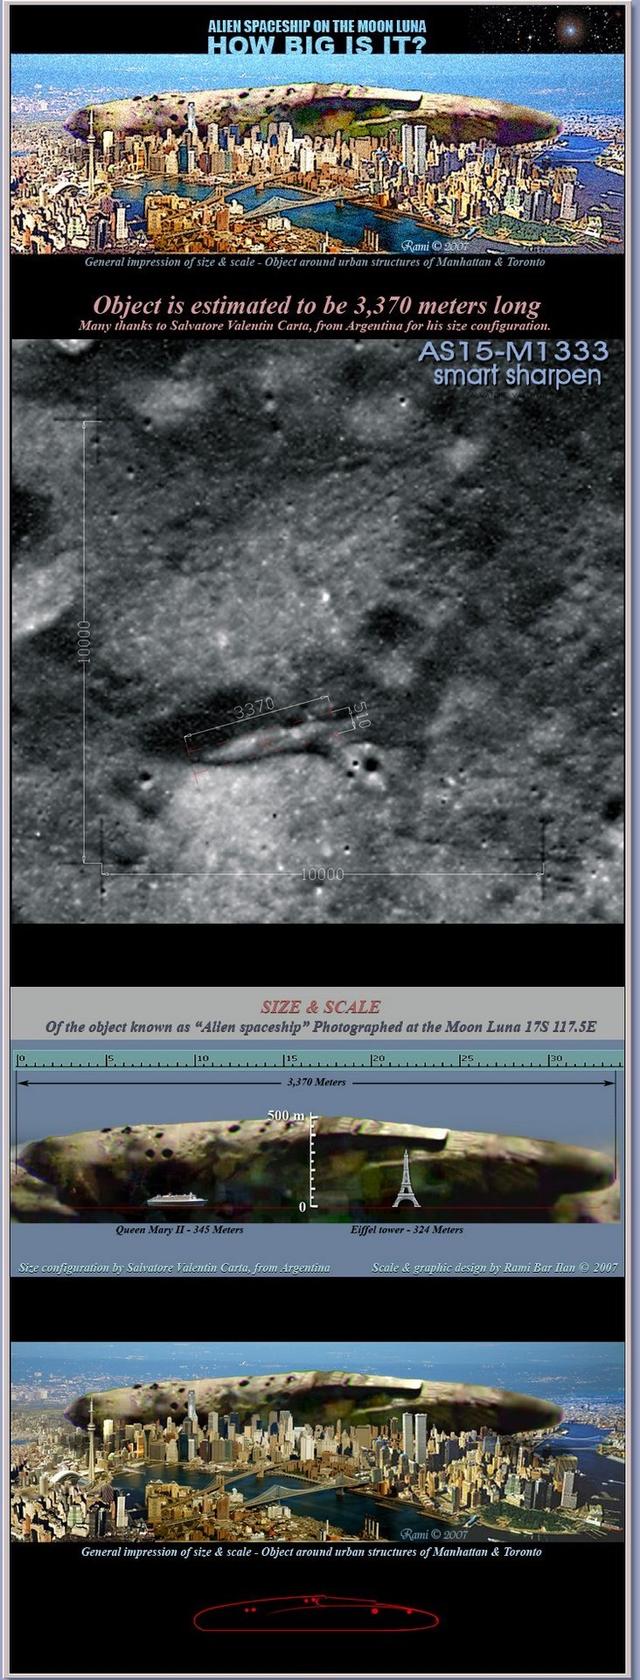 ALIEN SPACESHIP ON THE MOON LUNA
HOW BIG IS IT?
Rami © 2007
General impression of size & scale - Object around urban structures of Manhattan & Toronto
Object is estimated to be 3,370 meters long
Many thanks to Salvatore Valentin Carta, from Argentina for his size configuration.
AS15-M1333
smart sharpen
10000
3370
510
10000
SIZE & SCALE
Of the object known as “Alien spaceship” Photographed at the Moon Luna 17S 117.5E
0 5 10 15 20 25 30
3,370 Meters
500 m
0
Queen Mary II - 345 Meters
Eiffel tower - 324 Meters
Size configuration by Salvatore Valentin Carta, from Argentina
Scale & graphic design by Rami Bar Ilan © 2007
Rami © 2007
General impression of size & scale - Object around urban structures of Manhattan & Toronto